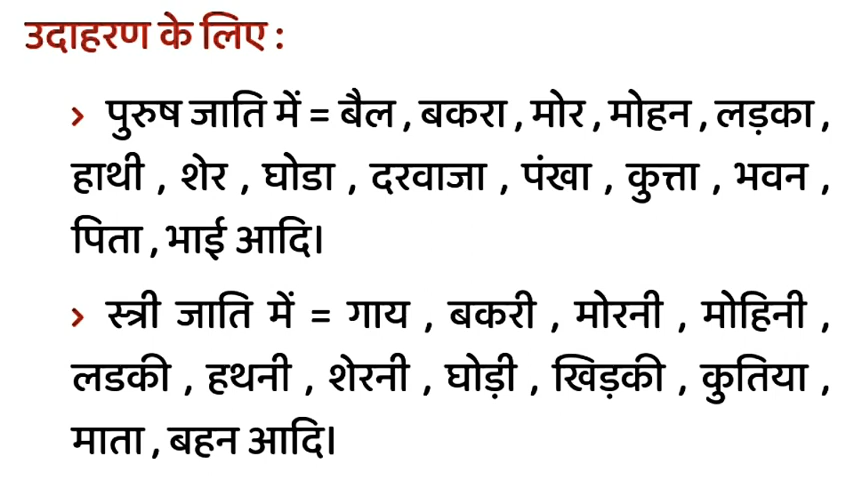 उदाहरण के लिए :
› पुरुष जाति में = बैल , बकरा , मोर , मोहन , लड़का ,
हाथी , शेर , घोडा , दरवाजा , पंखा , कुत्ता , भवन ,
पिता , भाई आदि।
› स्त्री जाति में = गाय , बकरी , मोरनी , मोहिनी ,
लडकी , हथनी , शेरनी , घोड़ी , खिड़की , कुतिया ,
माता , बहन आदि।